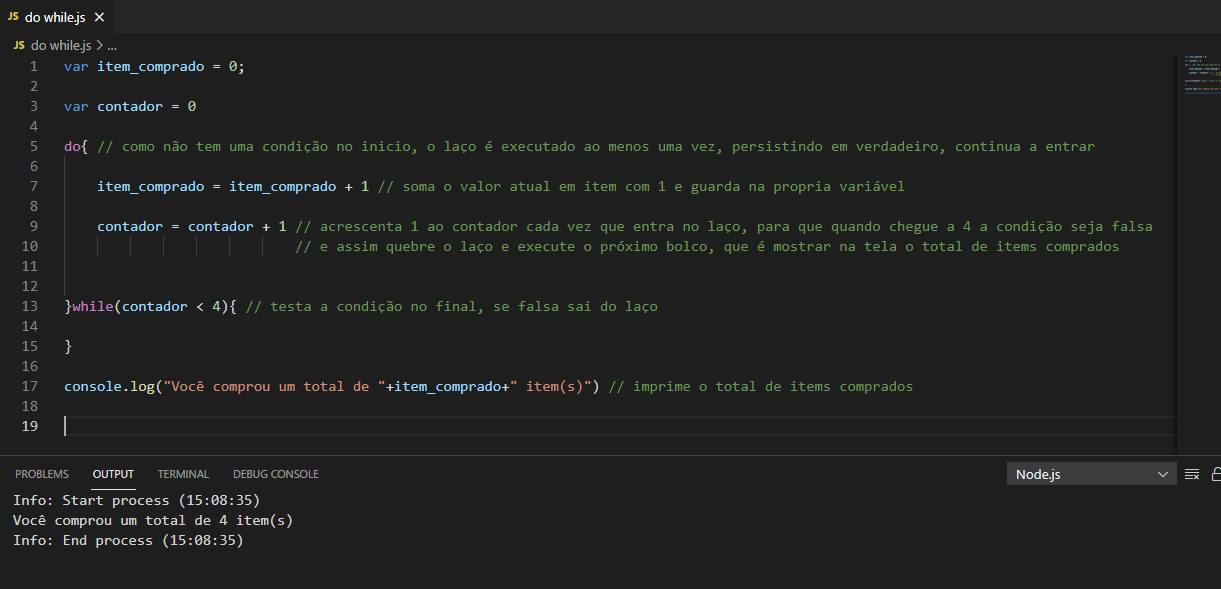 JS do while.js ×
JS do while.js > ...
1 var item_comprado = 0;
2
3 var contador = 0
4
5 do{ // como não tem uma condição no inicio, o laço é executado ao menos uma vez, persistindo em verdadeiro, continua a entrar
6
7 item_comprado = item_comprado + 1 // soma o valor atual em item com 1 e guarda na propria variável
8
9 contador = contador + 1 // acrescenta 1 ao contador cada vez que entra no laço, para que quando chegue a 4 a condição seja falsa
10 // e assim quebre o laço e execute o próximo bolco, que é mostrar na tela o total de items comprados
11
12
13 }while(contador < 4){ // testa a condição no final, se falsa sai do laço
14
15 }
16
17 console.log("Você comprou um total de "+item_comprado+" item(s)") // imprime o total de items comprados
18
19
PROBLEMS OUTPUT TERMINAL DEBUG CONSOLE Node.js
Info: Start process (15:08:35)
Você comprou um total de 4 item(s)
Info: End process (15:08:35)